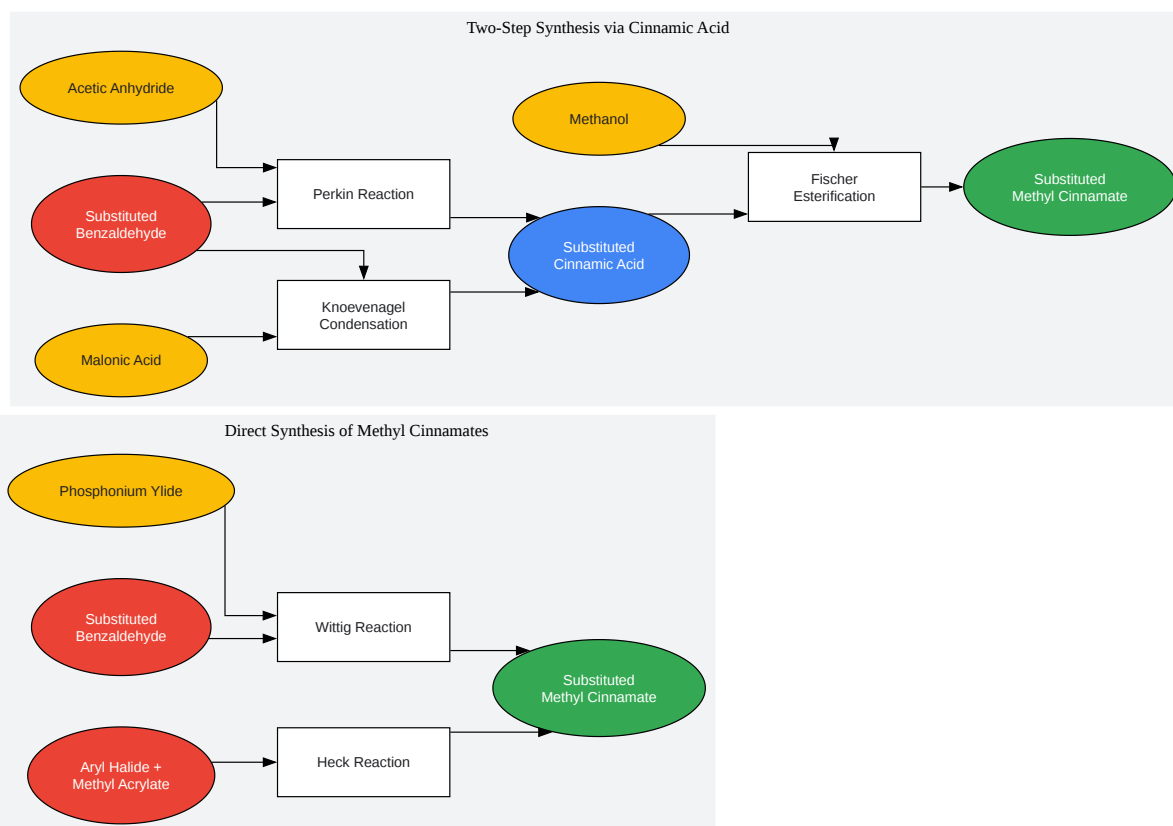 Two-Step Synthesis via Cinnamic Acid
Acetic Anhydride
Methanol
Perkin Reaction
Fischer
Esterification
Substituted
Methyl Cinnamate
Substituted
Benzaldehyde
Substituted
Cinnamic Acid
Knoevenagel
Condensation
Malonic Acid
Direct Synthesis of Methyl Cinnamates
Phosphonium Ylide
Substituted
Benzaldehyde
Wittig Reaction
Substituted
Methyl Cinnamate
Aryl Halide +
Methyl Acrylate
Heck Reaction